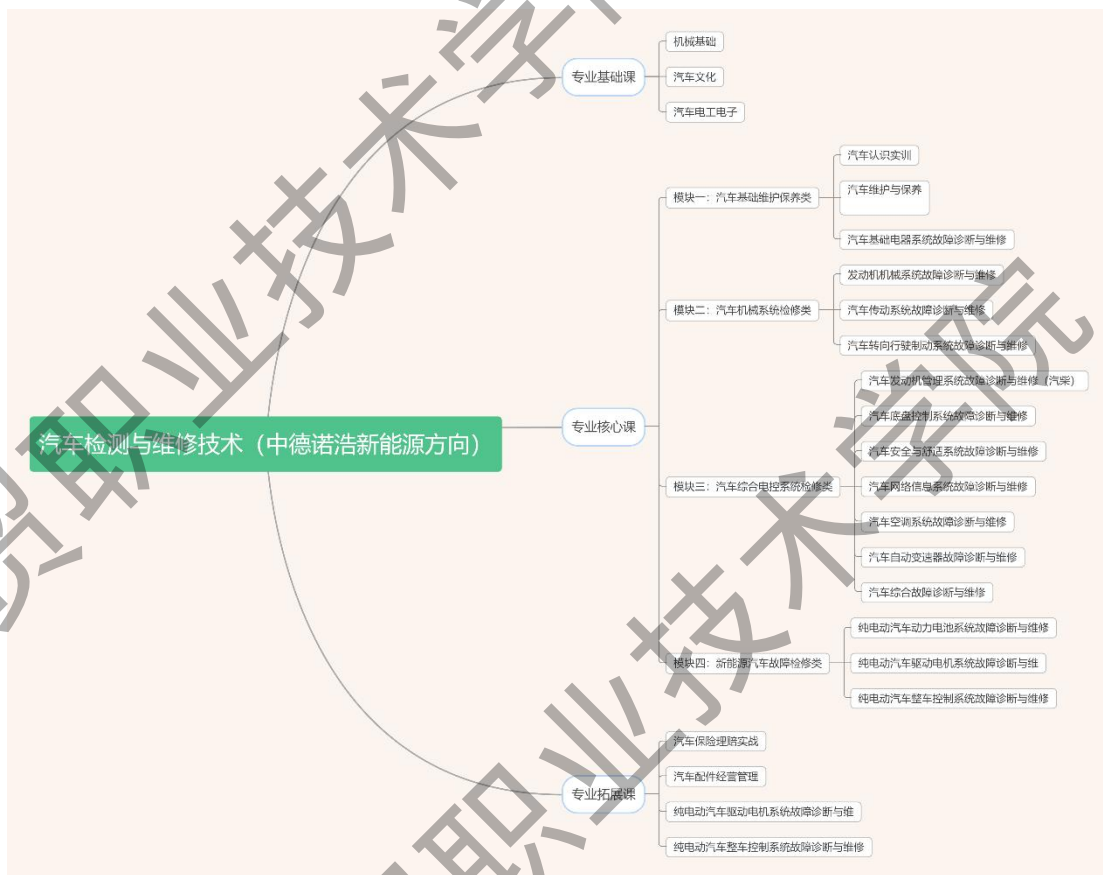 汽车检测与维修技术（中德诺浩新能源方向）
专业基础课
机械基础
汽车文化
汽车电工电子
专业核心课
模块一：汽车基础维护保养类
汽车认识实训
汽车维护与保养
汽车基础电器系统故障诊断与维修
模块二：汽车机械系统检修类
发动机机械系统故障诊断与维修
汽车传动系统故障诊断与维修
汽车转向行驶制动系统故障诊断与维修
模块三：汽车综合电控系统检修类
汽车发动机管理系统故障诊断与维修（汽柴）
汽车底盘控制系统故障诊断与维修
汽车安全与舒适系统故障诊断与维修
汽车网络信息系统故障诊断与维修
汽车空调系统故障诊断与维修
汽车自动变速器故障诊断与维修
汽车综合故障诊断与维修
模块四：新能源汽车故障检修类
纯电动汽车动力电池系统故障诊断与维修
纯电动汽车驱动电机系统故障诊断与维
纯电动汽车整车控制系统故障诊断与维修
专业拓展课
汽车保险理赔实战
汽车配件经营管理
纯电动汽车驱动电机系统故障诊断与维
纯电动汽车整车控制系统故障诊断与维修
贸职业技术学院
贸职业技术学院